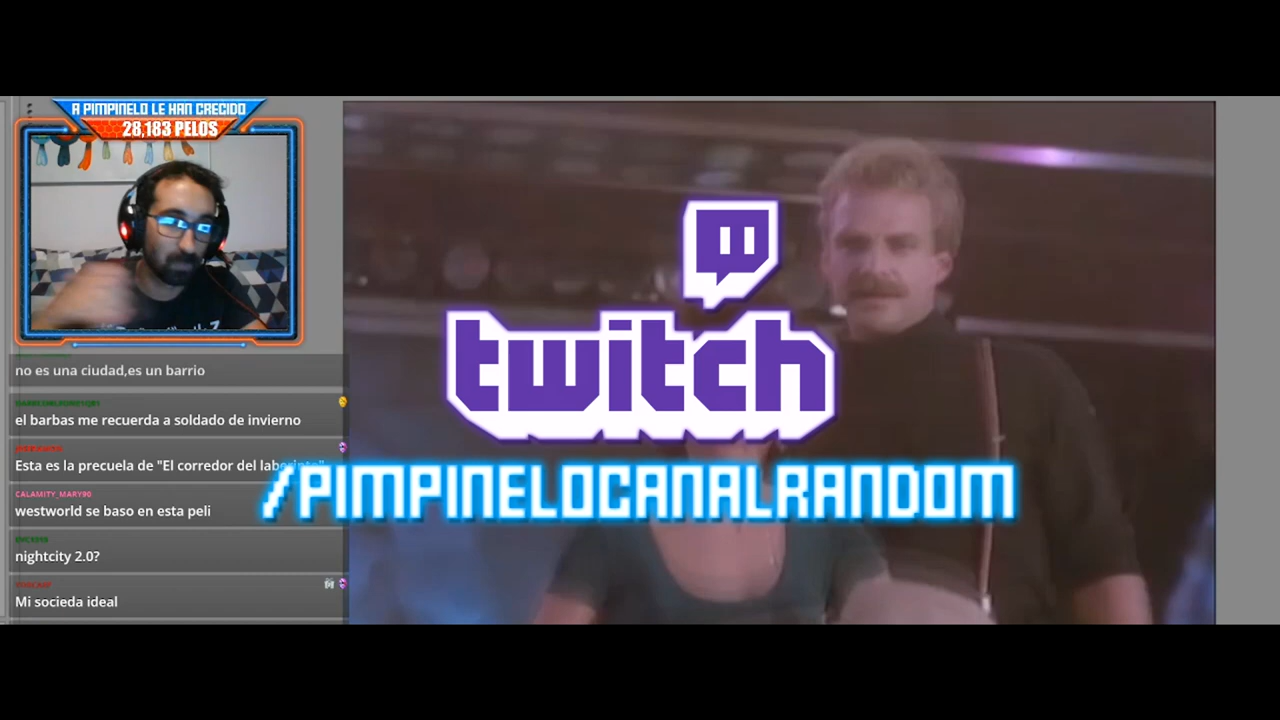 A PIMPINELO LE HAN CRECIDO
28,183 PELOS
twitch
/PIMPINELOCANALRANDOM
no es una ciudad,es un barrio
el barbas me recuerda a soldado de invierno
Esta es la precuela de "El corredor del laberinto"
CALAMITY_MARY90
westworld se baso en esta peli
nightcity 2.0?
Mi socieda ideal